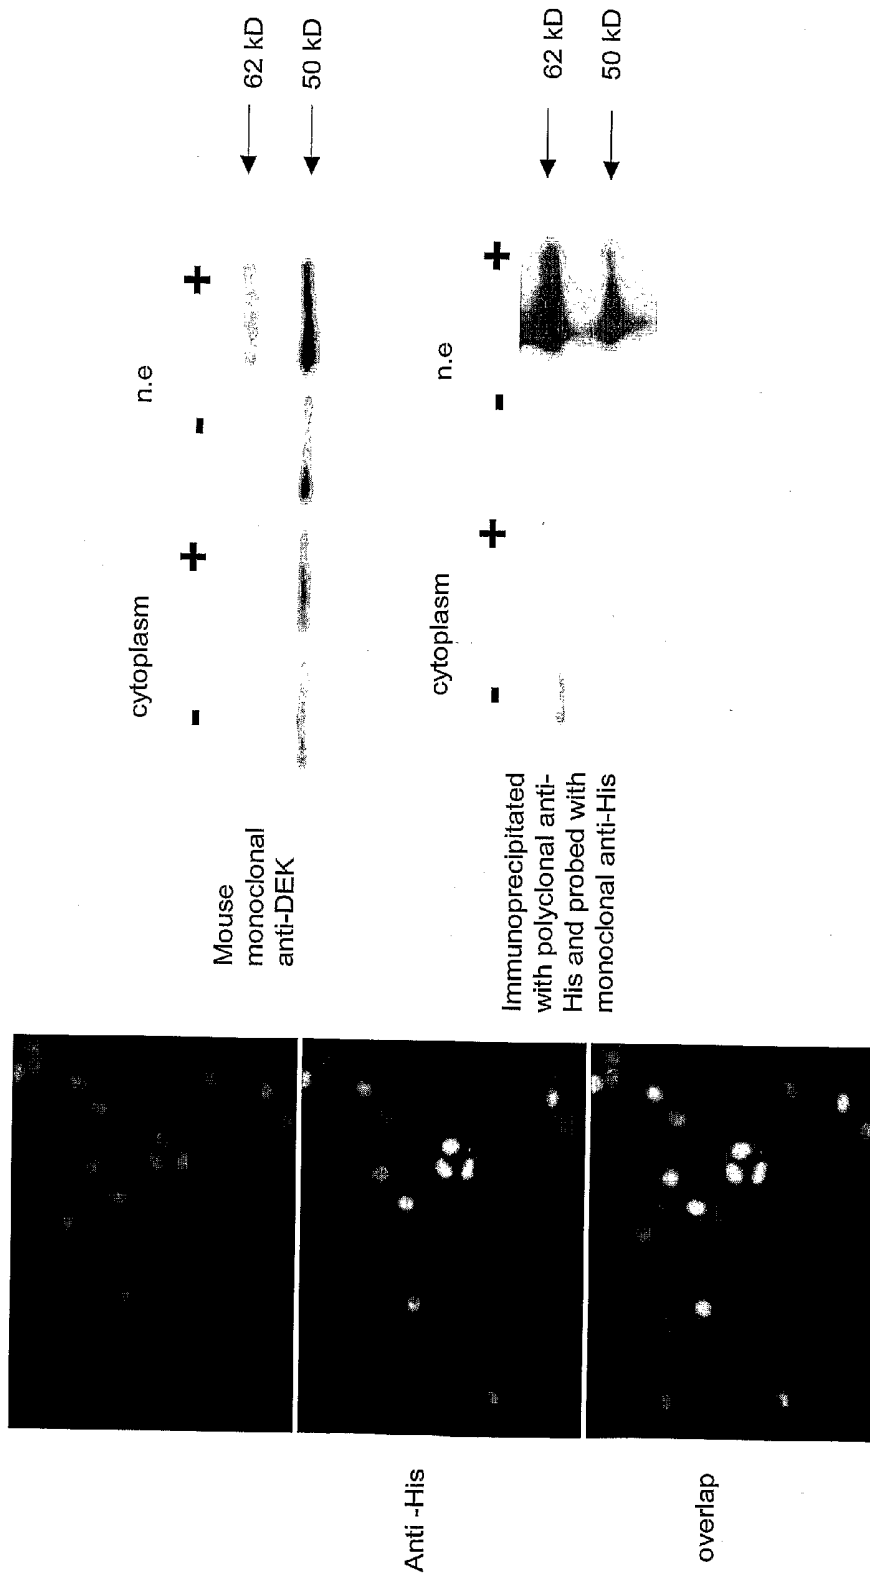 cytoplasm
n.e
-
+
-
+
Mouse
monoclonal
anti-DEK
62 kD
50 kD
cytoplasm
n.e
-
+
-
+
Immunoprecipitated
with polyclonal anti-
His and probed with
monoclonal anti-His
62 kD
50 kD
Anti -His
overlap